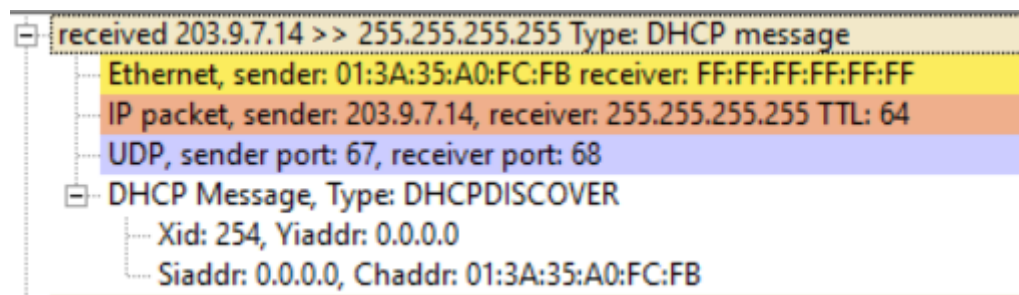 received 203.9.7.14 >> 255.255.255.255 Type: DHCP message
Ethernet, sender: 01:3A:35:A0:FC:FB receiver: FF:FF:FF:FF:FF:FF
IP packet, sender: 203.9.7.14, receiver: 255.255.255.255 TTL: 64
UDP, sender port: 67, receiver port: 68
DHCP Message, Type: DHCPDISCOVER
Xid: 254, Yiaddr: 0.0.0.0
Siaddr: 0.0.0.0, Chaddr: 01:3A:35:A0:FC:FB